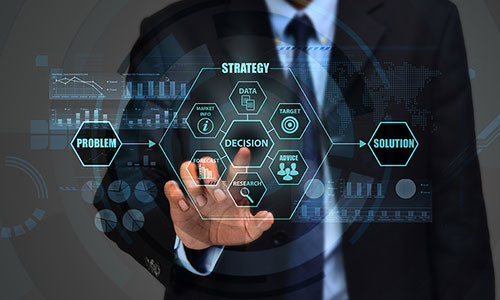 STRATEGY
DATA
MARKET
INFO
TARGET
PROBLEM
DECISION
SOLUTION
FORECAST
ADVICE
RESEARCH